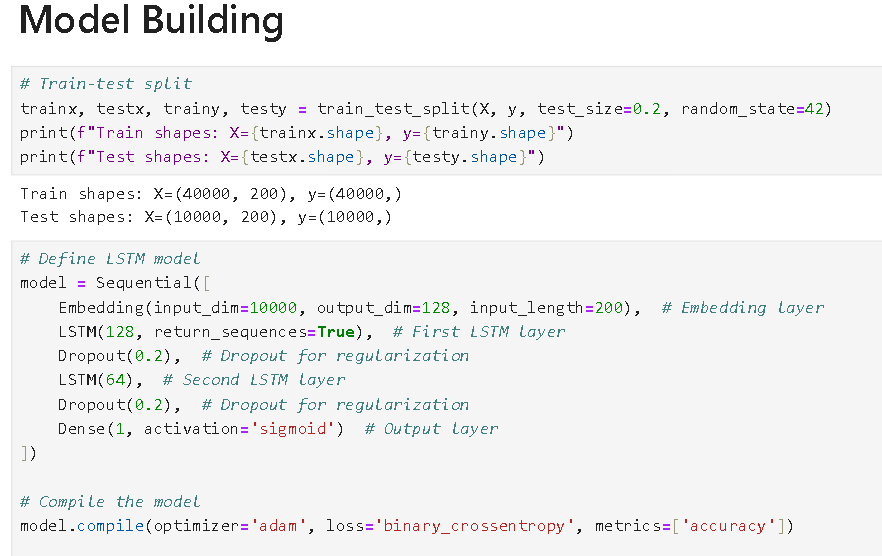 Model Building
# Train-test split
trainx, testx, trainy, testy = train_test_split(X, y, test_size=0.2, random_state=42)
print(f"Train shapes: X={trainx.shape}, y={trainy.shape}")
print(f"Test shapes: X={testx.shape}, y={testy.shape}")
Train shapes: X=(40000, 200), y=(40000,)
Test shapes: X=(10000, 200), y=(10000,)
# Define LSTM model
model = Sequential([
    Embedding(input_dim=10000, output_dim=128, input_length=200),  # Embedding layer
    LSTM(128, return_sequences=True),  # First LSTM layer
    Dropout(0.2),  # Dropout for regularization
    LSTM(64),  # Second LSTM layer
    Dropout(0.2),  # Dropout for regularization
    Dense(1, activation='sigmoid')  # Output layer
])
# Compile the model
model.compile(optimizer='adam', loss='binary_crossentropy', metrics=['accuracy'])